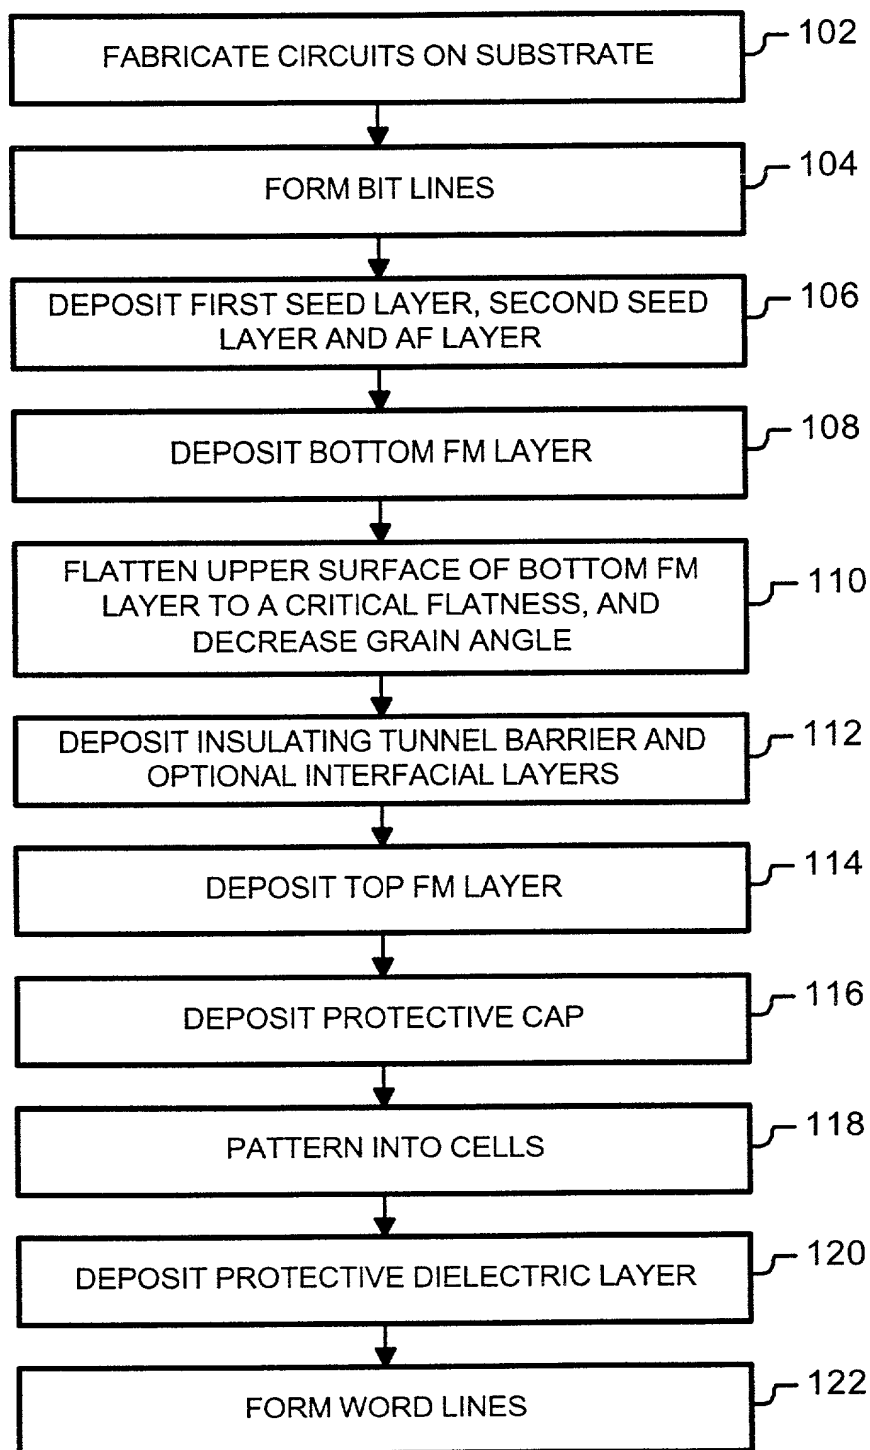 FABRICATE CIRCUITS ON SUBSTRATE
102
FORM BIT LINES
104
DEPOSIT FIRST SEED LAYER, SECOND SEED
LAYER AND AF LAYER
106
DEPOSIT BOTTOM FM LAYER
108
FLATTEN UPPER SURFACE OF BOTTOM FM
LAYER TO A CRITICAL FLATNESS, AND
DECREASE GRAIN ANGLE
110
DEPOSIT INSULATING TUNNEL BARRIER AND
OPTIONAL INTERFACIAL LAYERS
112
DEPOSIT TOP FM LAYER
114
DEPOSIT PROTECTIVE CAP
116
PATTERN INTO CELLS
118
DEPOSIT PROTECTIVE DIELECTRIC LAYER
120
FORM WORD LINES
122